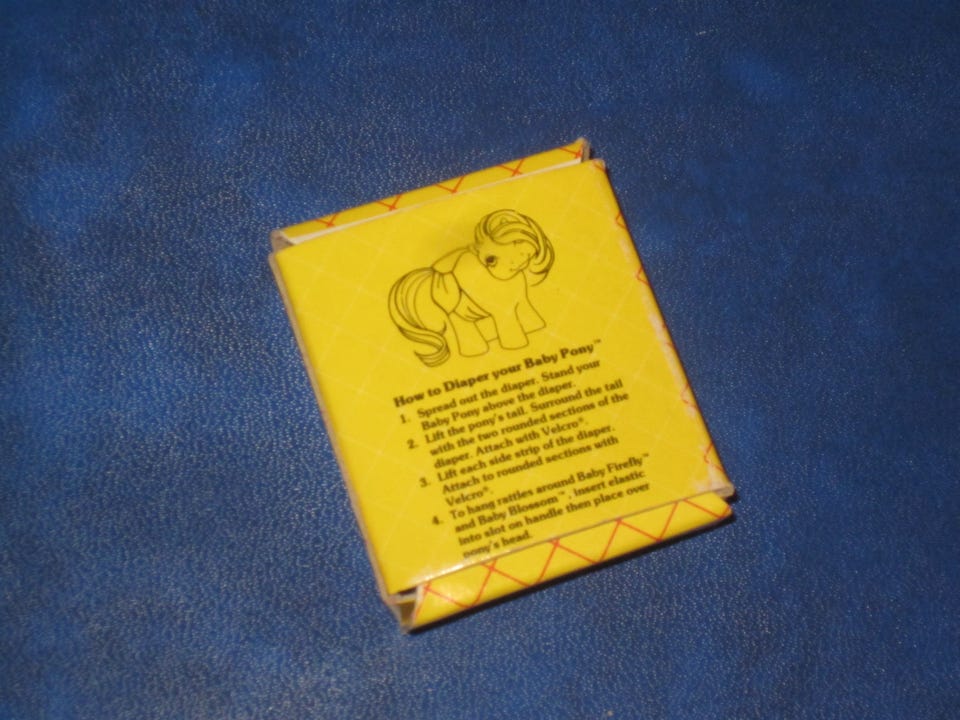 How to Diaper your Baby Pony™
1. Spread out the diaper. Stand your
Baby Pony above the diaper.
2. Lift the pony's tail. Surround the tail
with the two rounded sections of the
diaper. Attach with Velcro®.
3. Lift each side strip of the diaper.
Attach to rounded sections with
Velcro®.
4. To hang rattles around Baby Firefly™
and Baby Blossom™, insert elastic
into slot on handle then place over
pony's head.